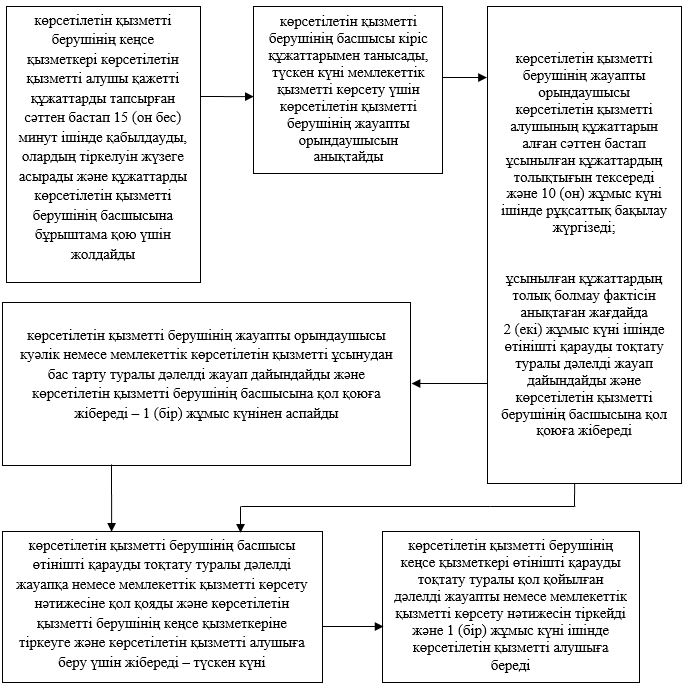 көрсетілетін қызметті
берушінің кеңсе
қызметкері көрсетілетін
қызметті алушы қажетті
құжаттарды тапсырған
сәттен бастап 15 (он бес)
минут ішінде қабылдауды,
олардың тіркелуін жүзеге
асырады және құжаттарды
көрсетілетін қызметті
берушінің басшысына
бұрыштама қою үшін
жолдайды
көрсетілетін қызметті
берушінің басшысы кіріс
құжаттарымен танысады,
түскен күні мемлекеттік
қызметті көрсету үшін
көрсетілетін қызметті
берушінің жауапты
орындаушысын
анықтайды
көрсетілетін қызметті
берушінің жауапты
орындаушысы
көрсетілетін қызметті
алушының құжаттарын
алған сәттен бастап
ұсынылған құжаттардың
толықтығын тексереді
және 10 (он) жұмыс күні
ішінде рұқсаттық бақылау
жүргізеді;
ұсынылған құжаттардың
толық болмау фактісін
анықтаған жағдайда
2 (екі) жұмыс күні ішінде
өтінішті қарауды тоқтату
туралы дәлелді жауап
дайындайды және
көрсетілетін қызметті
берушінің басшысына қол
қоюға жібереді
көрсетілетін қызметті берушінің жауапты орындаушысы
куәлік немесе мемлекеттік көрсетілетін қызметті ұсынудан
бас тарту туралы дәлелді жауап дайындайды және
көрсетілетін қызметті берушінің басшысына қол қоюға
жібереді – 1 (бір) жұмыс күнінен аспайды
көрсетілетін қызметті берушінің басшысы
өтінішті қарауды тоқтату туралы дәлелді
жауапқа немесе мемлекеттік қызметті көрсету
нәтижесіне қол қояды және көрсетілетін
қызметті берушінің кеңсе қызметкеріне
тіркеуге және көрсетілетін қызметті алушыға
беру үшін жібереді – түскен күні
көрсетілетін қызметті берушінің
кеңсе қызметкері өтінішті қарауды
тоқтату туралы қол қойылған
дәлелді жауапты немесе мемлекеттік
қызметті көрсету нәтижесін тіркейді
және 1 (бір) жұмыс күні ішінде
көрсетілетін қызметті алушыға
береді